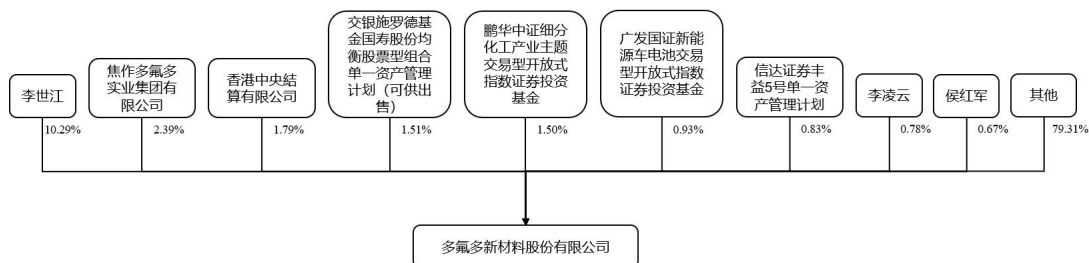 李世江
焦作多氟多
实业集团有
限公司
香港中央結
算有限公司
交银施罗德基
金国寿股份均
衡股票型组合
单一资产管理
计划（可供出
售）
鹏华中证细分
化工产业主题
交易型开放式
指数证券投资
基金
广发国证新能
源车电池交易
型开放式指数
证券投资基金
信达证券丰
益5号单一资
产管理计划
李凌云
侯红军
其他
10.29%
2.39%
1.79%
1.51%
1.50%
0.93%
0.83%
0.78%
0.67%
79.31%
多氟多新材料股份有限公司